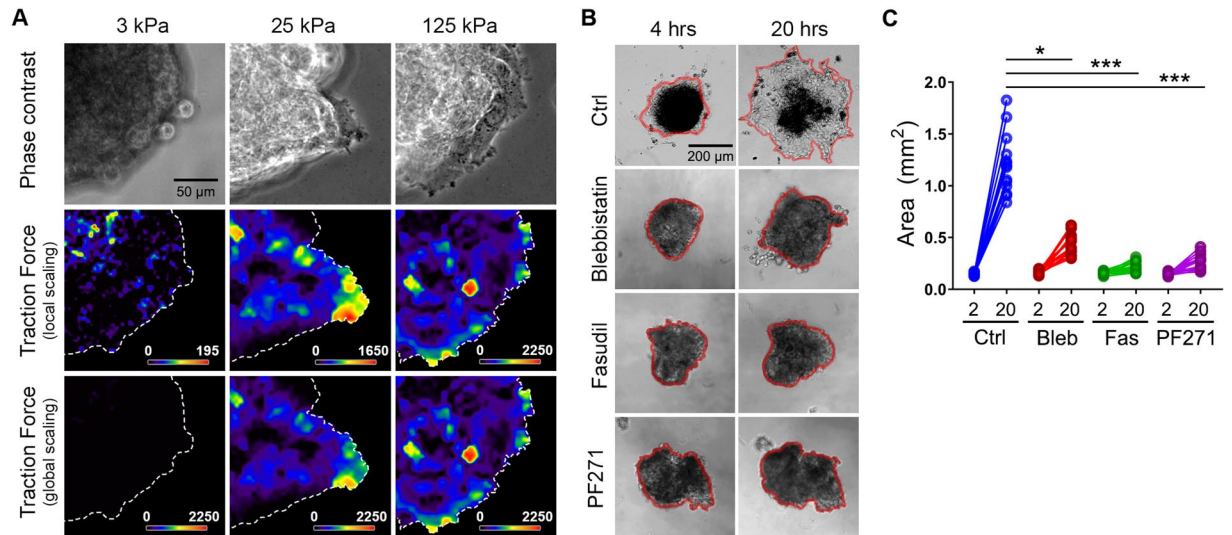 A
3 kPa 25 kPa 125 kPa
Phase contrast
50 µm
Traction Force
(local scaling)
0 195
0 1650
0 2250
Traction Force
(global scaling)
0 2250
0 2250
0 2250
B
4 hrs 20 hrs
Ctrl
200 µm
Blebbistatin
Fasudil
PF271
C
*
***
***
Area (mm²)
2.0
1.5
1.0
0.5
0.0
2 20 2 20 2 20 2 20
Ctrl Bleb Fas PF271